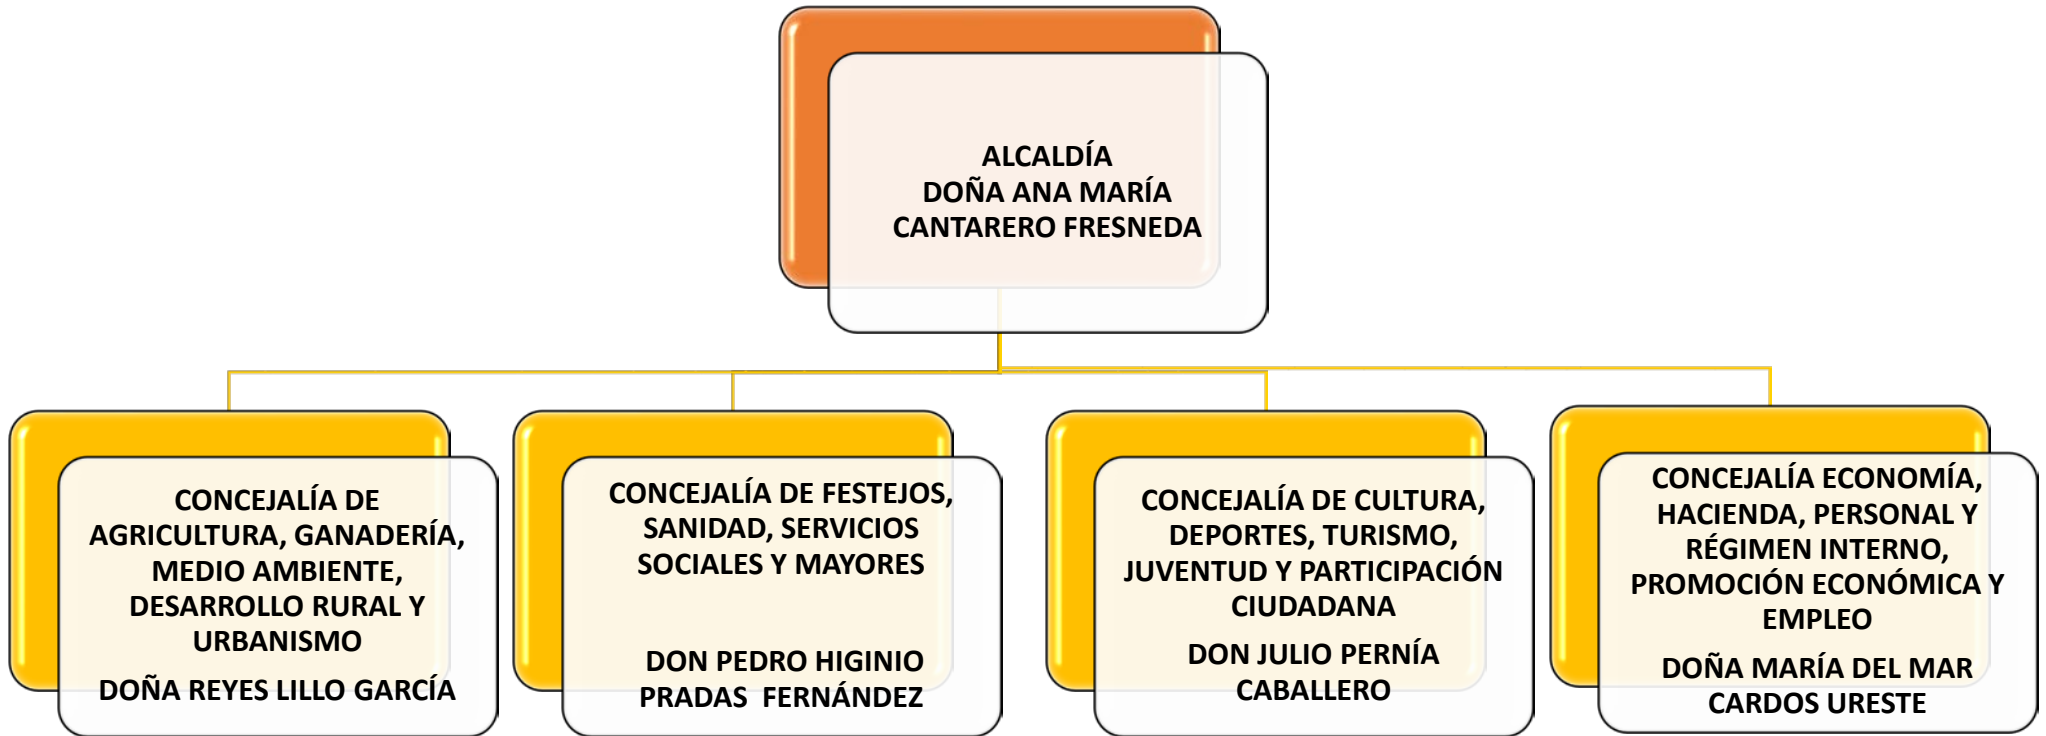 ALCALDÍA
DOÑA ANA MARÍA
CANTARERO FRESNEDA
CONCEJALÍA DE
AGRICULTURA, GANADERÍA,
MEDIO AMBIENTE,
DESARROLLO RURAL Y
URBANISMO
DOÑA REYES LILLO GARCÍA
CONCEJALÍA DE FESTEJOS,
SANIDAD, SERVICIOS
SOCIALES Y MAYORES
DON PEDRO HIGINIO
PRADAS  FERNÁNDEZ
CONCEJALÍA DE CULTURA,
DEPORTES, TURISMO,
JUVENTUD Y PARTICIPACIÓN
CIUDADANA
DON JULIO PERNÍA
CABALLERO
CONCEJALÍA ECONOMÍA,
HACIENDA, PERSONAL Y
RÉGIMEN INTERNO,
PROMOCIÓN ECONÓMICA Y
EMPLEO
DOÑA MARÍA DEL MAR
CARDOS URESTE